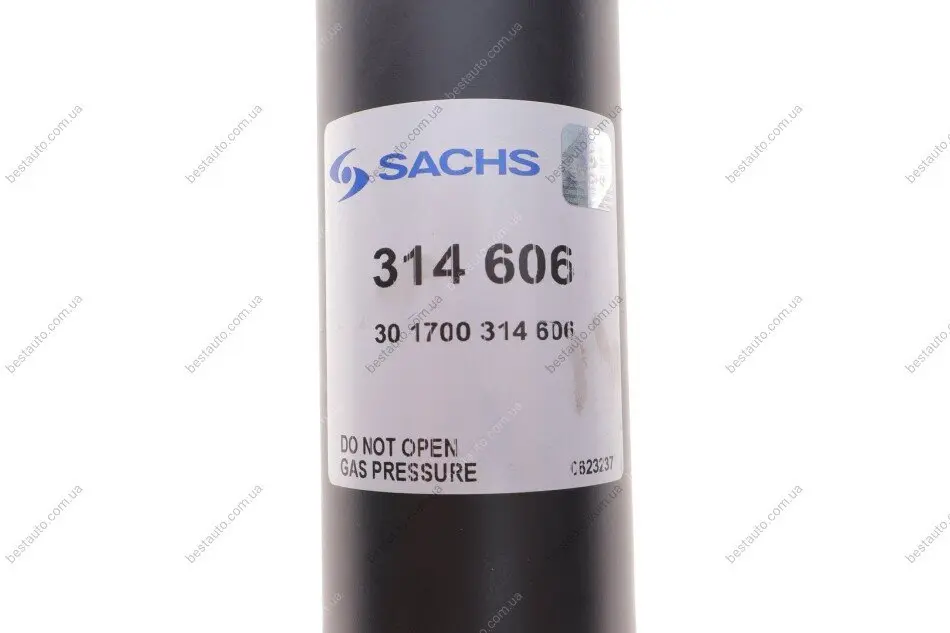 SACHS
314 606
30 1700 314 606
DO NOT OPEN
GAS PRESSURE
C623237
bestauto.com.ua